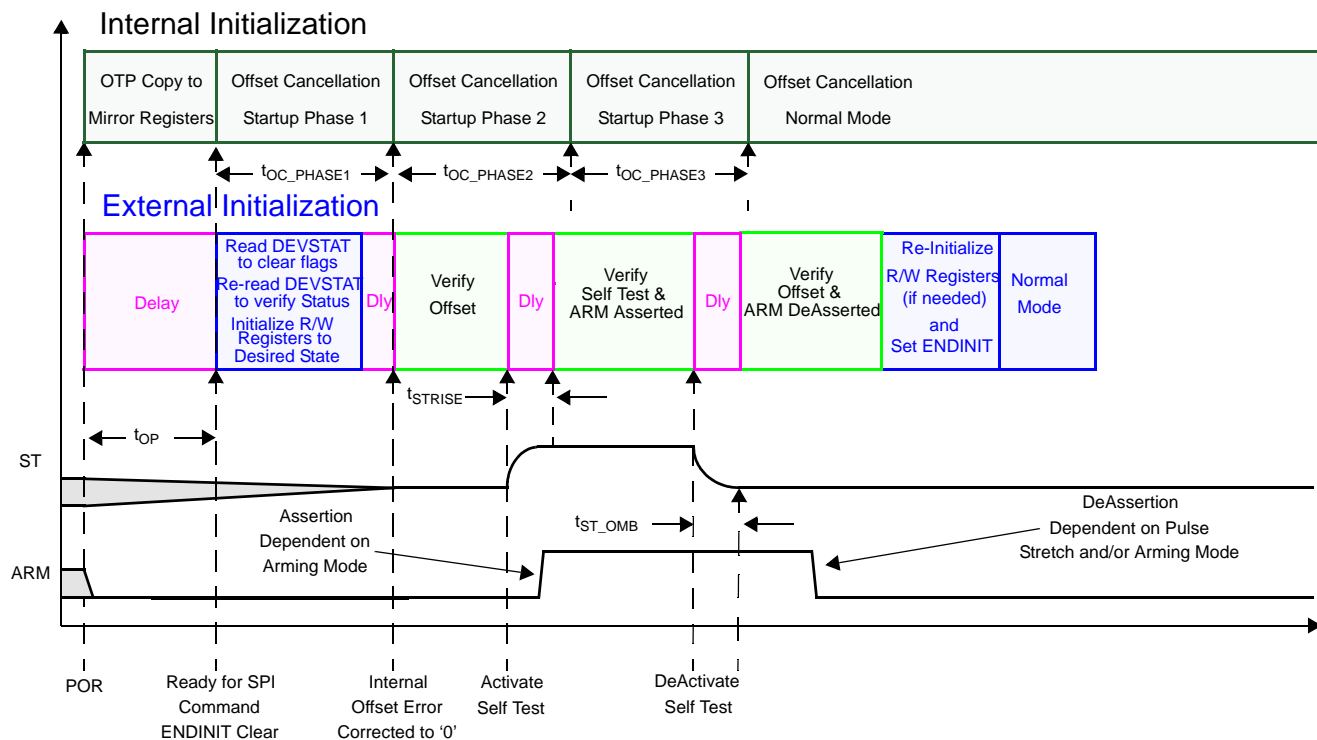 Internal Initialization
OTP Copy to
Mirror Registers
Offset Cancellation
Startup Phase 1
Offset Cancellation
Startup Phase 2
Offset Cancellation
Startup Phase 3
Offset Cancellation
Normal Mode
tOC_PHASE1
tOC_PHASE2
tOC_PHASE3
External Initialization
Delay
Read DEVSTAT
to clear flags
Re-read DEVSTAT
to verify Status
Initialize R/W
Registers to
Desired State
Dly
Verify
Offset
Dly
Verify
Self Test &
ARM Asserted
Dly
Verify
Offset &
ARM DeAsserted
Re-Initialize
R/W Registers
(if needed)
and
Set ENDINIT
Normal
Mode
tSTRISE
tOP
ST
tST_OMB
Assertion
Dependent on
Arming Mode
DeAssertion
Dependent on Pulse
Stretch and/or Arming Mode
ARM
POR
Ready for SPI
Command
ENDINIT Clear
Internal
Offset Error
Corrected to ‘0’
Activate
Self Test
DeActivate
Self Test